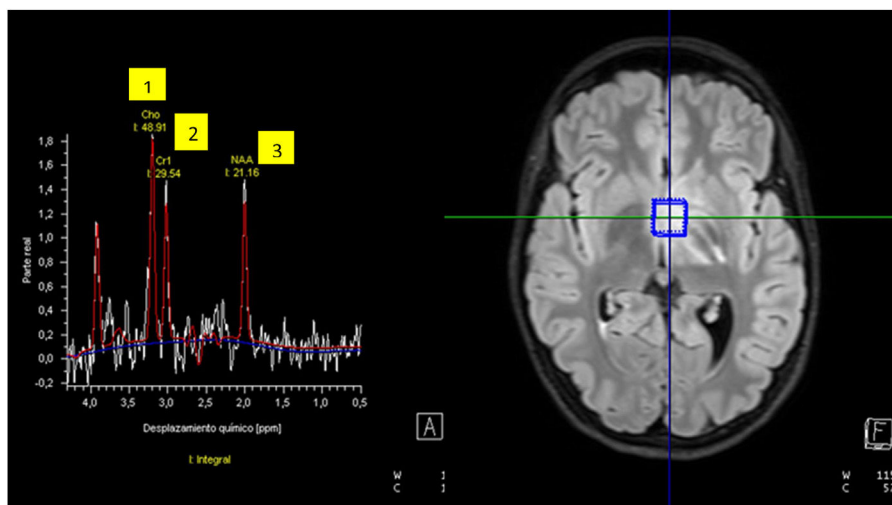 1
Cho
I: 48.91
2
Cr1
I: 29.54
NAA
I: 21.16
3
1,8
1,6
1,4
1,2
1,0
0,8
0,6
0,4
0,2
0,0
-0,2
Parte real
4,0 3,5 3,0 2,5 2,0 1,5 1,0 0,5
Desplazamiento químico [ppm]
I: Integral
A
W 1
C 1
F
W 115
C 57